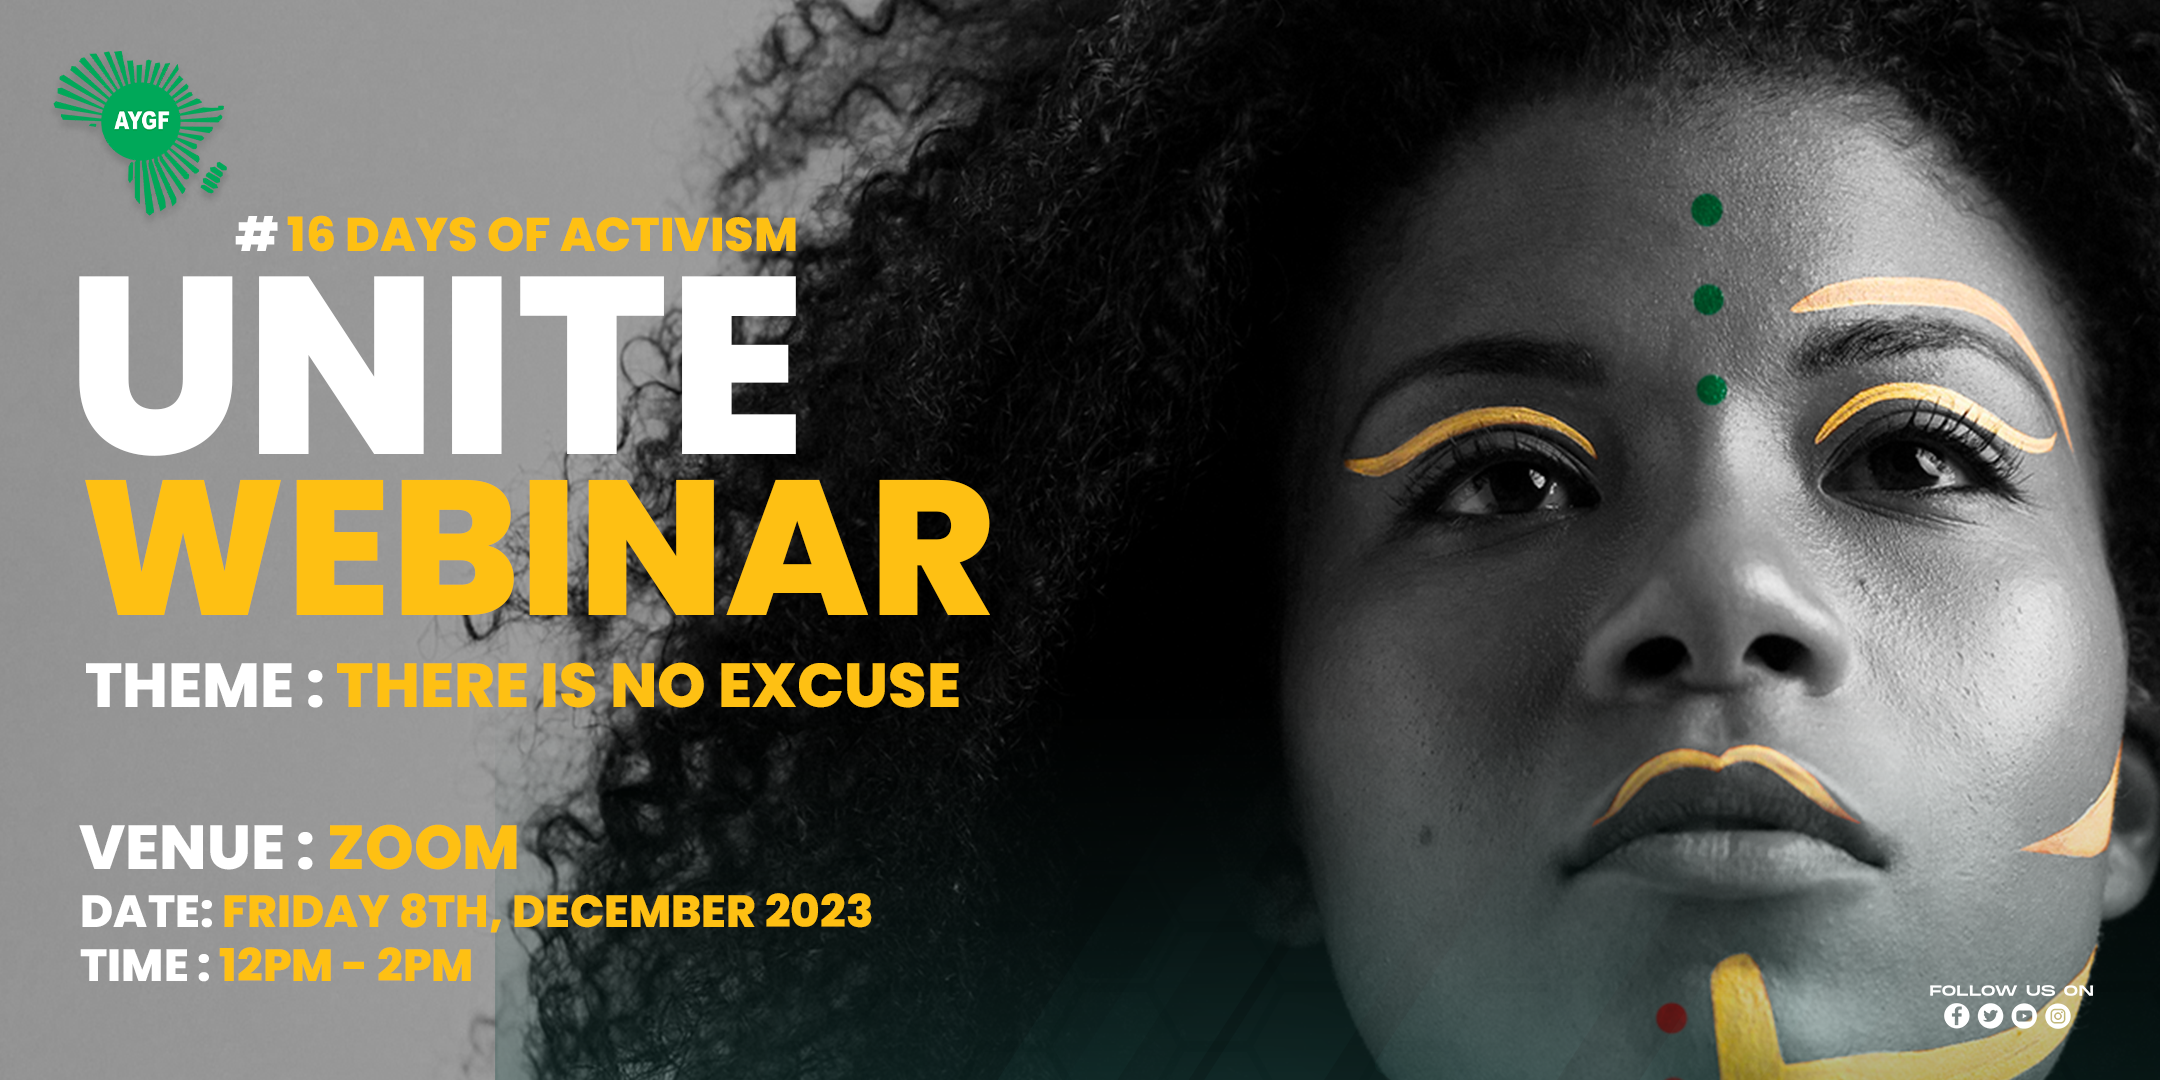 AYGF
# 16 DAYS OF ACTIVISM
UNITE
WEBINAR
THEME : THERE IS NO EXCUSE
VENUE : ZOOM
DATE: FRIDAY 8TH, DECEMBER 2023
TIME : 12PM - 2PM
FOLLOW US ON